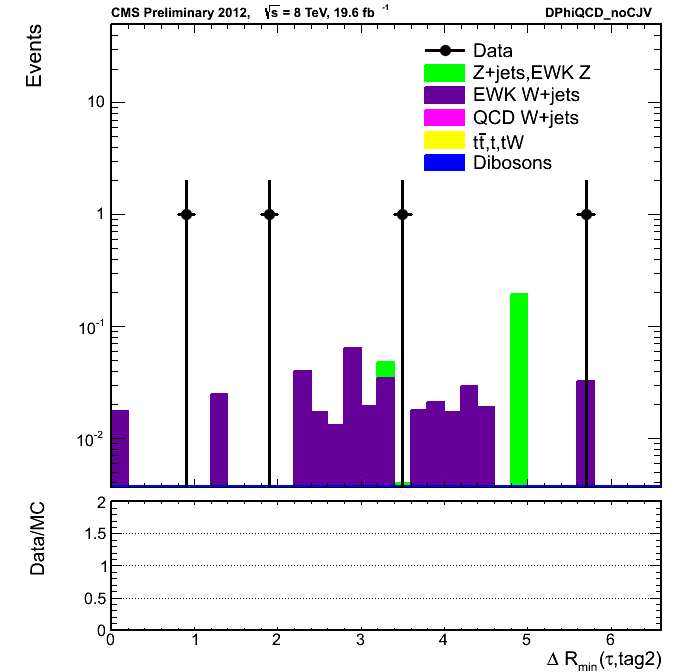 CMS Preliminary 2012, √s = 8 TeV, 19.6 fb⁻¹ DPhiQCD_noCJV
Events
Data
Z+jets,EWK Z
EWK W+jets
QCD W+jets
tt̄,t,tW
Dibosons
10
1
10⁻¹
10⁻²
Data/MC
2
1.5
1
0.5
0
0 1 2 3 4 5 6
Δ R_min(τ,tag2)